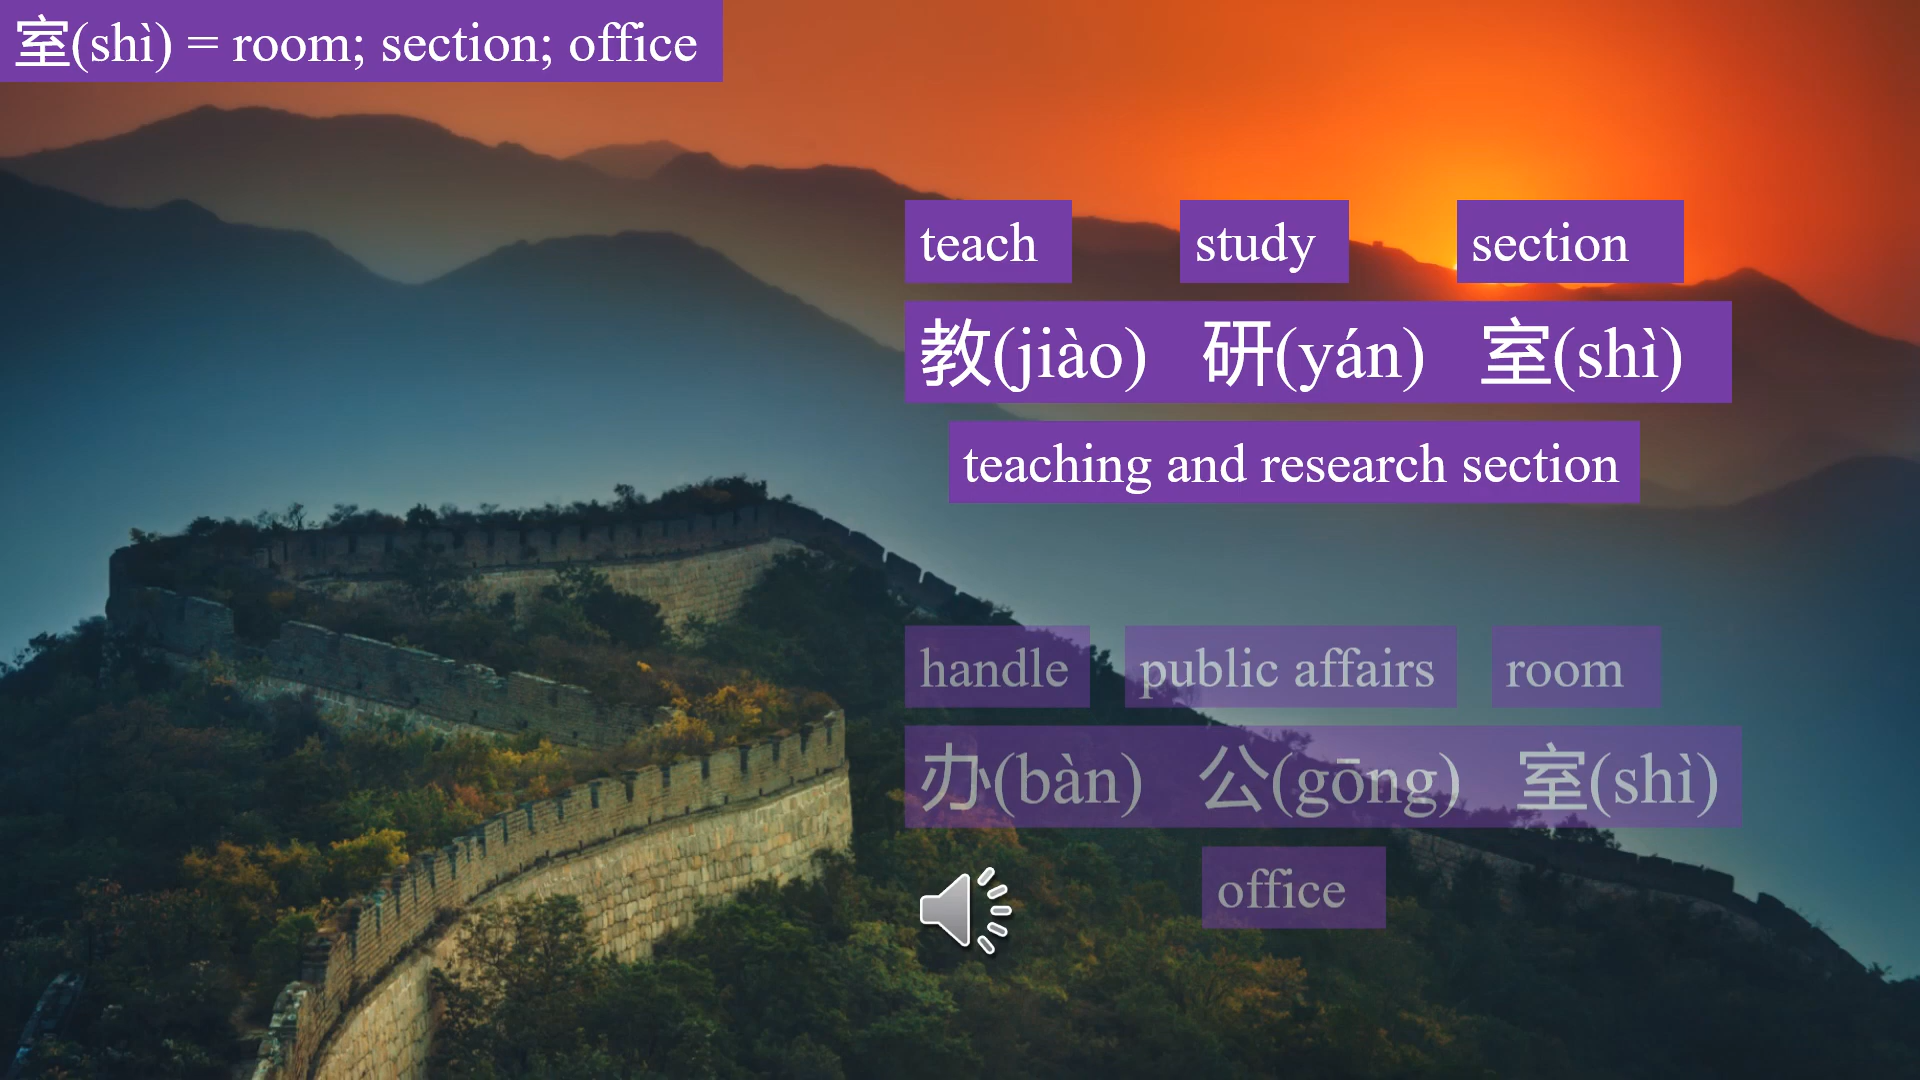 室(shì) = room; section; office
teach study section
教(jiào) 研(yán) 室(shì)
teaching and research section
handle public affairs room
办(bàn) 公(gōng) 室(shì)
office